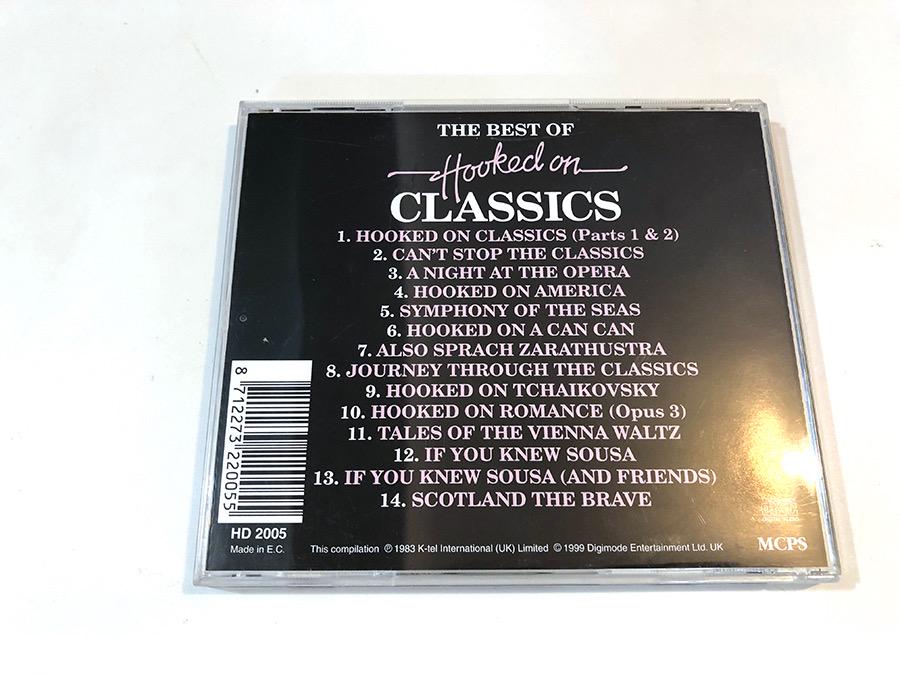 THE BEST OF
Hooked on
CLASSICS
1. HOOKED ON CLASSICS (Parts 1 & 2)
2. CAN'T STOP THE CLASSICS
3. A NIGHT AT THE OPERA
4. HOOKED ON AMERICA
5. SYMPHONY OF THE SEAS
6. HOOKED ON A CAN CAN
7. ALSO SPRACH ZARATHUSTRA
8. JOURNEY THROUGH THE CLASSICS
9. HOOKED ON TCHAIKOVSKY
10. HOOKED ON ROMANCE (Opus 3)
11. TALES OF THE VIENNA WALTZ
12. IF YOU KNEW SOUSA
13. IF YOU KNEW SOUSA (AND FRIENDS)
14. SCOTLAND THE BRAVE
8 712273 220055
HD 2005
Made in E.C.
This compilation ℗ 1983 K-tel International (UK) Limited © 1999 Digimode Entertainment Ltd. UK
MCPS